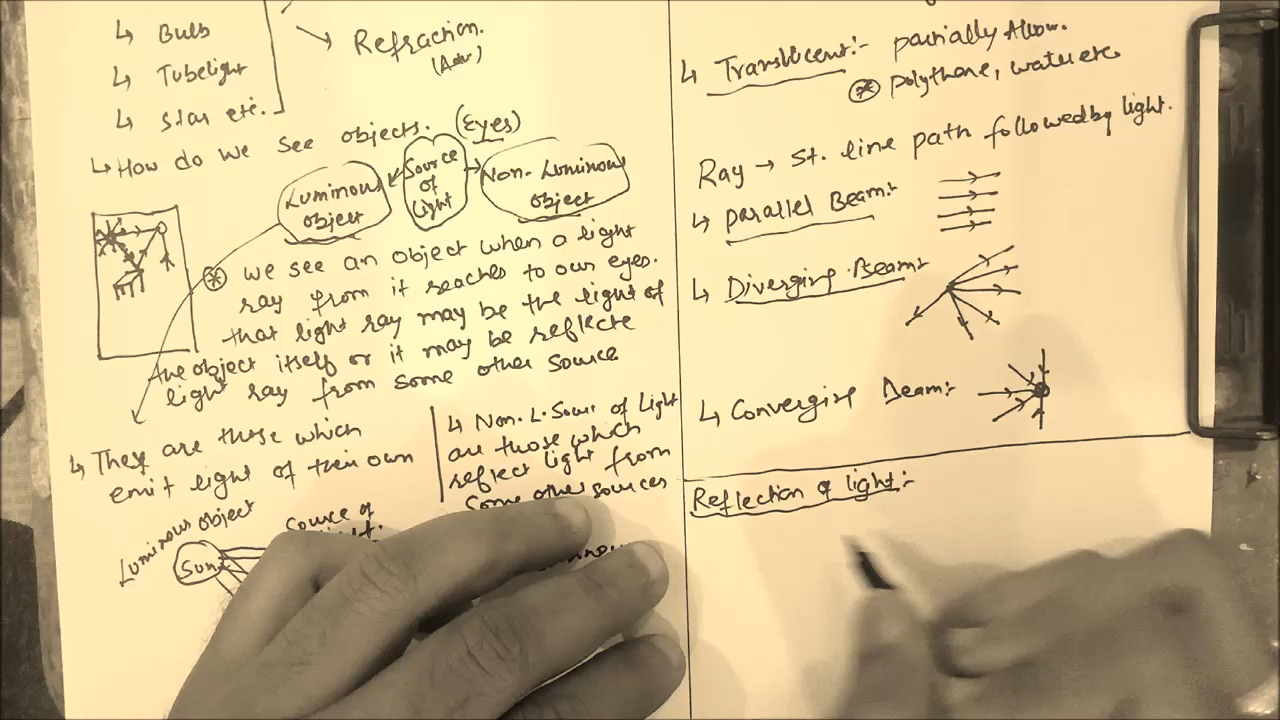 ↳ Bulb
↳ Tubelight
↳ Star etc.
Refraction.
(Adv)
↳ How do we see objects. (Eyes)
Luminous object
Source of Light
Non-Luminous object
⊛ we see an object when a light
ray from it reaches to our eyes.
that light ray may be the light of
the object itself or it may be reflecte
light ray from some other source
↳ They are those which
emit light of their own
Luminous object
Source of
Sun
↳ Non. L. Sour of Light
are those which
reflect light from
some other sources
↳ Translucent:- partially Allow.
⊛ polythane, water etc
Ray → St. line path followed by light.
↳ parallel Beam:-
↳ Diverging Beam:-
↳ Converging Beam:-
Reflection of light:-